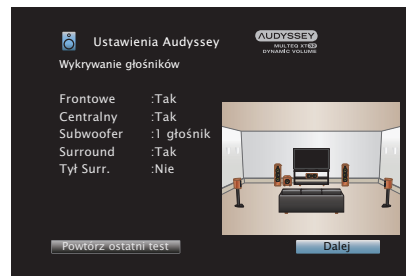 Ustawienia Audyssey
AUDYSSEY
MULTEQ XT32
DYNAMIC VOLUME
Wykrywanie głośników
Frontowe :Tak
Centralny :Tak
Subwoofer :1 głośnik
Surround :Tak
Tył Surr. :Nie
Powtórz ostatni test
Dalej